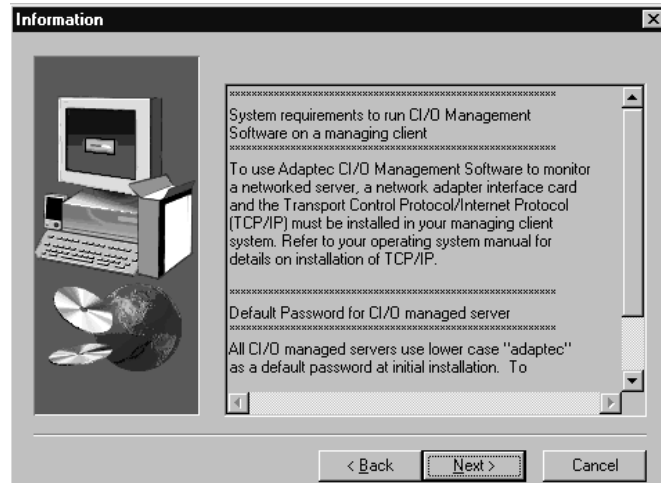 Information
************************************************************
System requirements to run CI/O Management
Software on a managing client
************************************************************
To use Adaptec CI/O Management Software to monitor
a networked server, a network adapter interface card
and the Transport Control Protocol/Internet Protocol
(TCP/IP) must be installed in your managing client
system. Refer to your operating system manual for
details on installation of TCP/IP.
************************************************************
Default Password for CI/O managed server
************************************************************
All CI/O managed servers use lower case "adaptec"
as a default password at initial installation.  To
< Back
Next >
Cancel